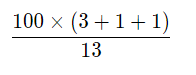 100 × (3 + 1 + 1)
13